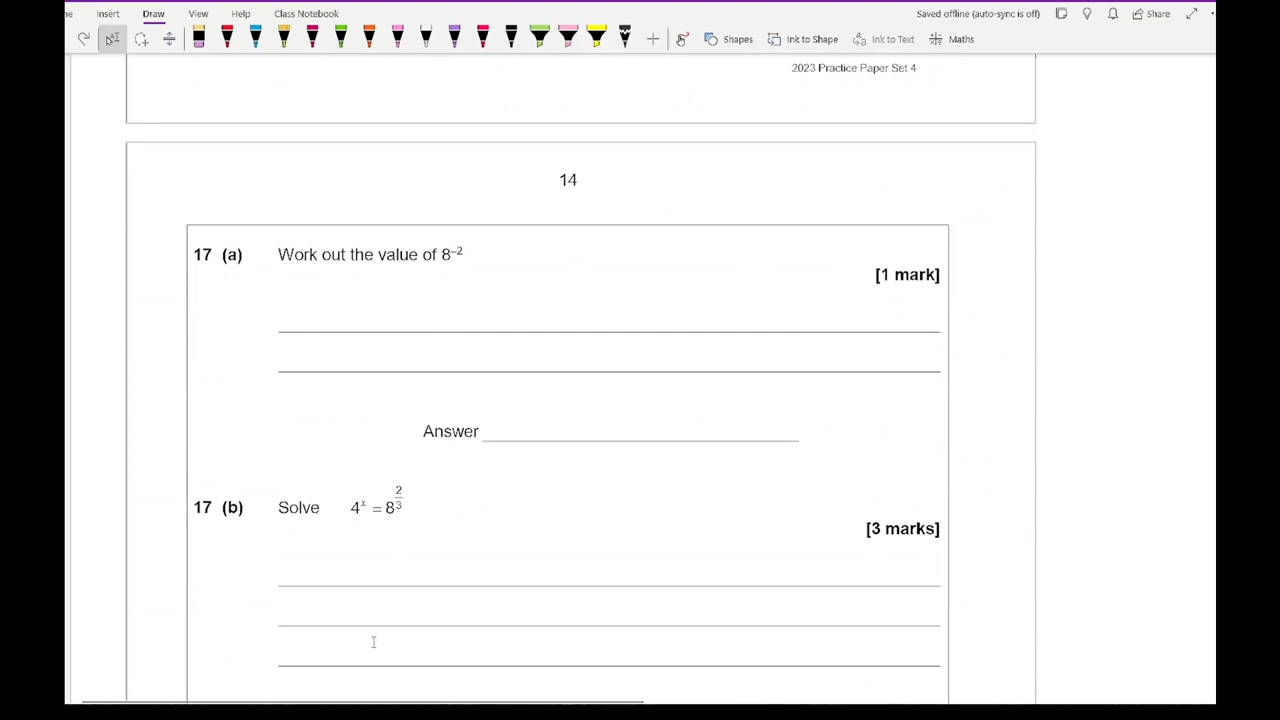 me Insert Draw View Help Class Notebook Saved offline (auto-sync is off) Share
Shapes Ink to Shape Ink to Text Maths
2023 Practice Paper Set 4
14
17 (a) Work out the value of 8⁻²
[1 mark]
Answer
17 (b) Solve 4ˣ = 8^(2/3)
[3 marks]